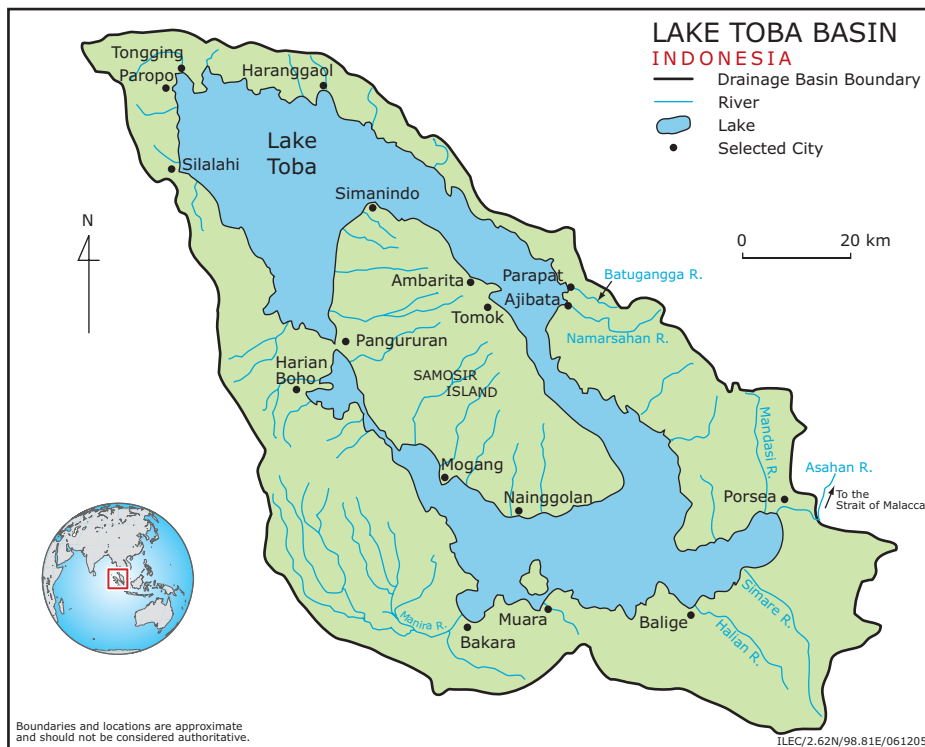 LAKE TOBA BASIN
INDONESIA
Drainage Basin Boundary
River
Lake
Selected City
Tongging
Paropo
Haranggaol
Lake
Toba
Silalahi
Simanindo
N
0 20 km
Ambarita
Parapat
Batugangga R.
Ajibata
Tomok
Namarsahan R.
Pangururan
Harian
Boho
SAMOSIR
ISLAND
Mandasi R.
Mogang
Asahan R.
Nainggolan
Porsea
To the
Strait of Malacca
Simare R.
Manira R.
Muara
Balige
Halian R.
Bakara
Boundaries and locations are approximate
and should not be considered authoritative.
ILEC/2.62N/98.81E/061205